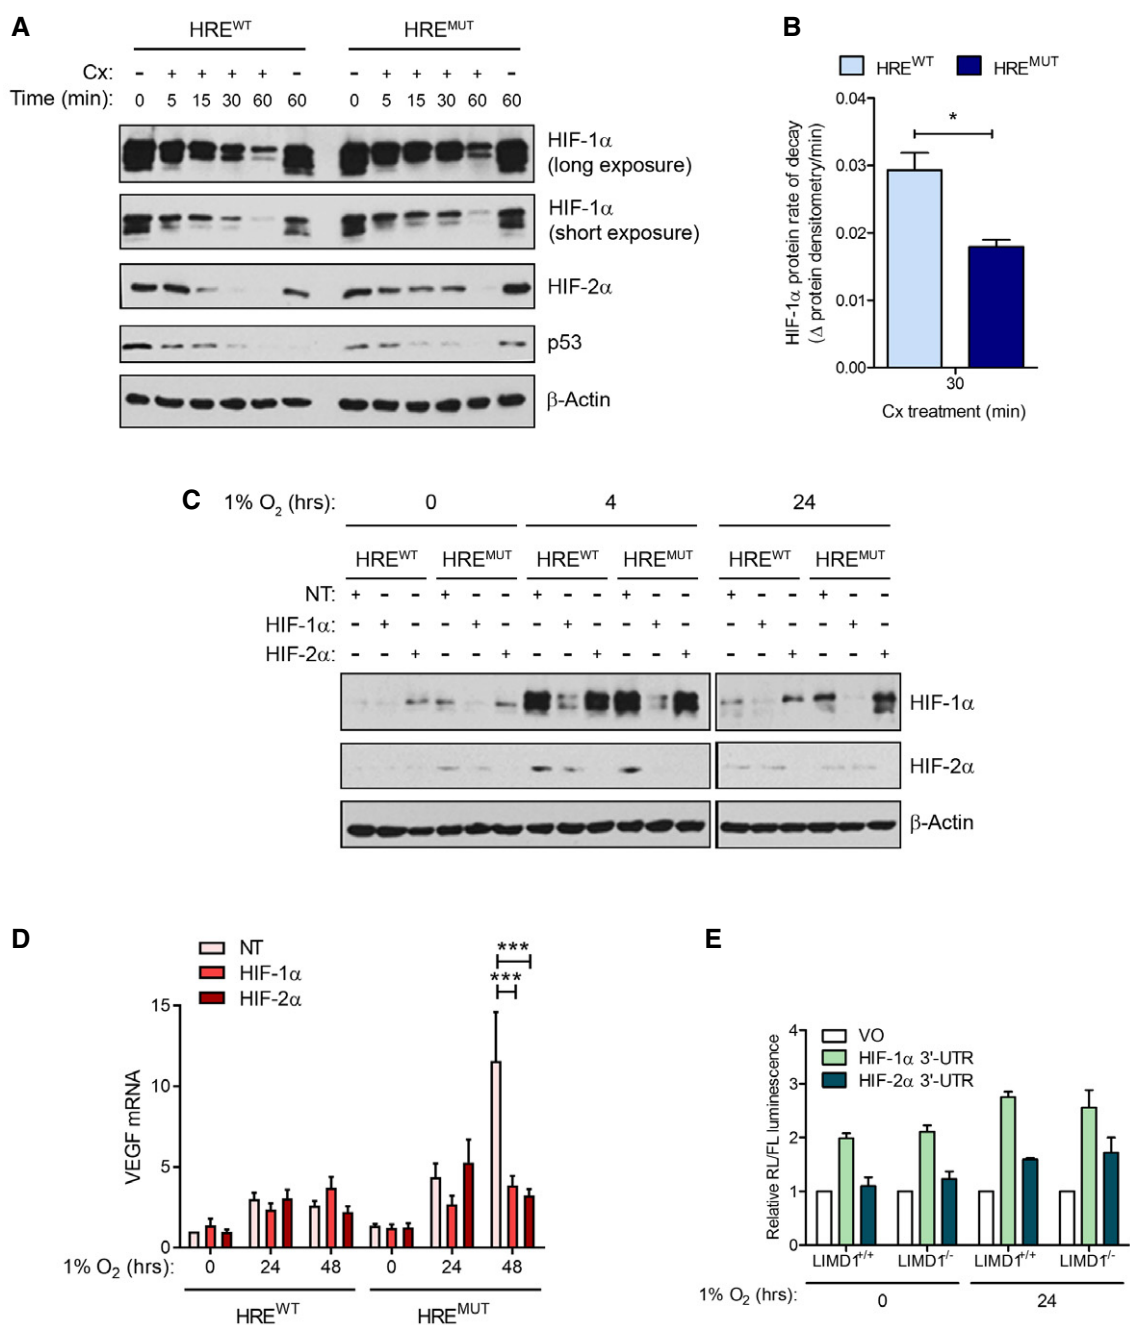 A
HRE^WT HRE^MUT
Cx: - + + + + - - + + + + -
Time (min): 0 5 15 30 60 60 0 5 15 30 60 60
HIF-1α
(long exposure)
HIF-1α
(short exposure)
HIF-2α
p53
β-Actin
B
HRE^WT HRE^MUT
HIF-1α protein rate of decay
(Δ protein densitometry/min)
0.04
0.03
0.02
0.01
0.00
*
30
Cx treatment (min)
C
1% O₂ (hrs): 0 4 24
HRE^WT HRE^MUT HRE^WT HRE^MUT HRE^WT HRE^MUT
NT: + - - + - - + - - + - - + - - + - -
HIF-1α: - + - - + - - + - - + - - + - - + -
HIF-2α: - - + - - + - - + - - + - - + - - +
HIF-1α
HIF-2α
β-Actin
D
NT
HIF-1α
HIF-2α
***
***
VEGF mRNA
15
10
5
0
1% O₂ (hrs): 0 24 48 0 24 48
HRE^WT HRE^MUT
E
VO
HIF-1α 3'-UTR
HIF-2α 3'-UTR
Relative RL/FL luminescence
4
3
2
1
0
LIMD1^+/+ LIMD1^-/- LIMD1^+/+ LIMD1^-/-
1% O₂ (hrs): 0 24